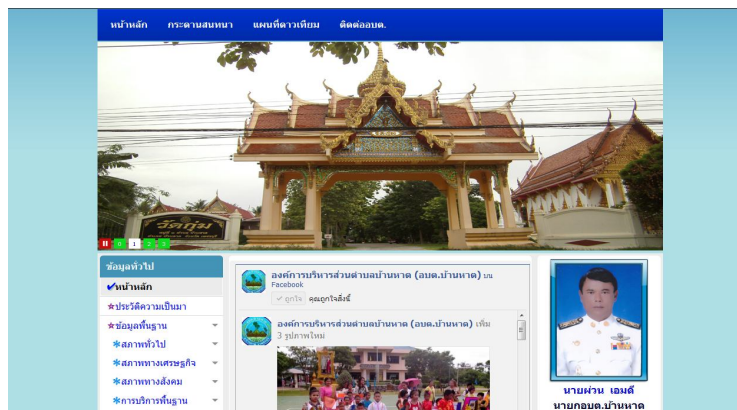 หน้าหลัก กระดานสนทนา แผนที่ดาวเทียม ติดต่ออบต.
วัดกุ่ม
0 1 2 3
ข้อมูลทั่วไป
หน้าหลัก
ประวัติความเป็นมา
ข้อมูลพื้นฐาน
สภาพทั่วไป
สภาพทางเศรษฐกิจ
สภาพทางสังคม
การบริการพื้นฐาน
องค์การบริหารส่วนตำบลบ้านหาด (อบต.บ้านหาด) บน
Facebook
ถูกใจ คุณถูกใจสิ่งนี้
องค์การบริหารส่วนตำบลบ้านหาด (อบต.บ้านหาด) เพิ่ม
3 รูปภาพใหม่
นายผ่วน เอมดี
นายกอบต.บ้านหาด